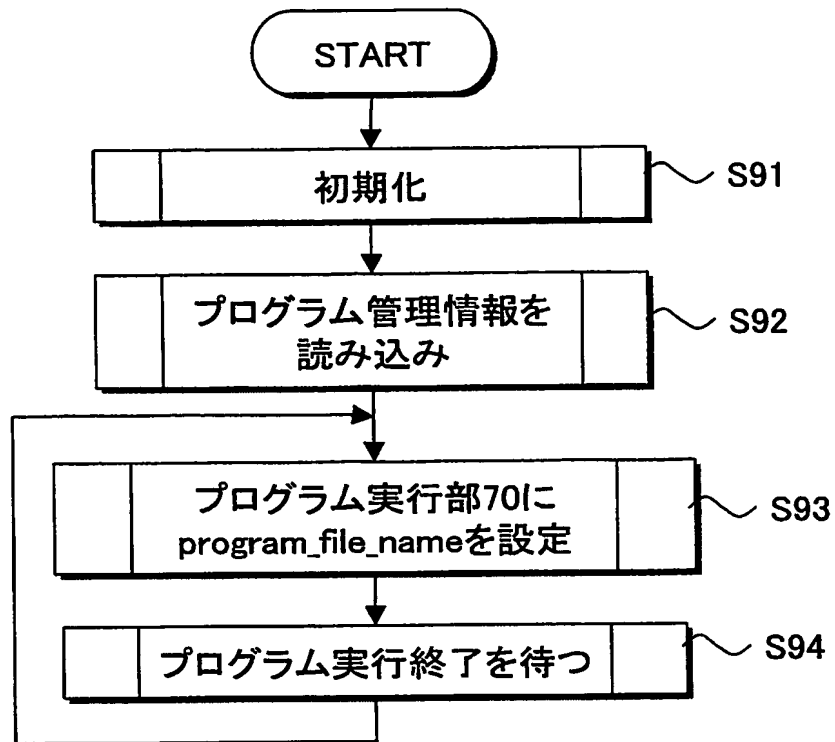 START
初期化
S91
プログラム管理情報を
読み込み
S92
プログラム実行部70に
program_file_nameを設定
S93
プログラム実行終了を待つ
S94